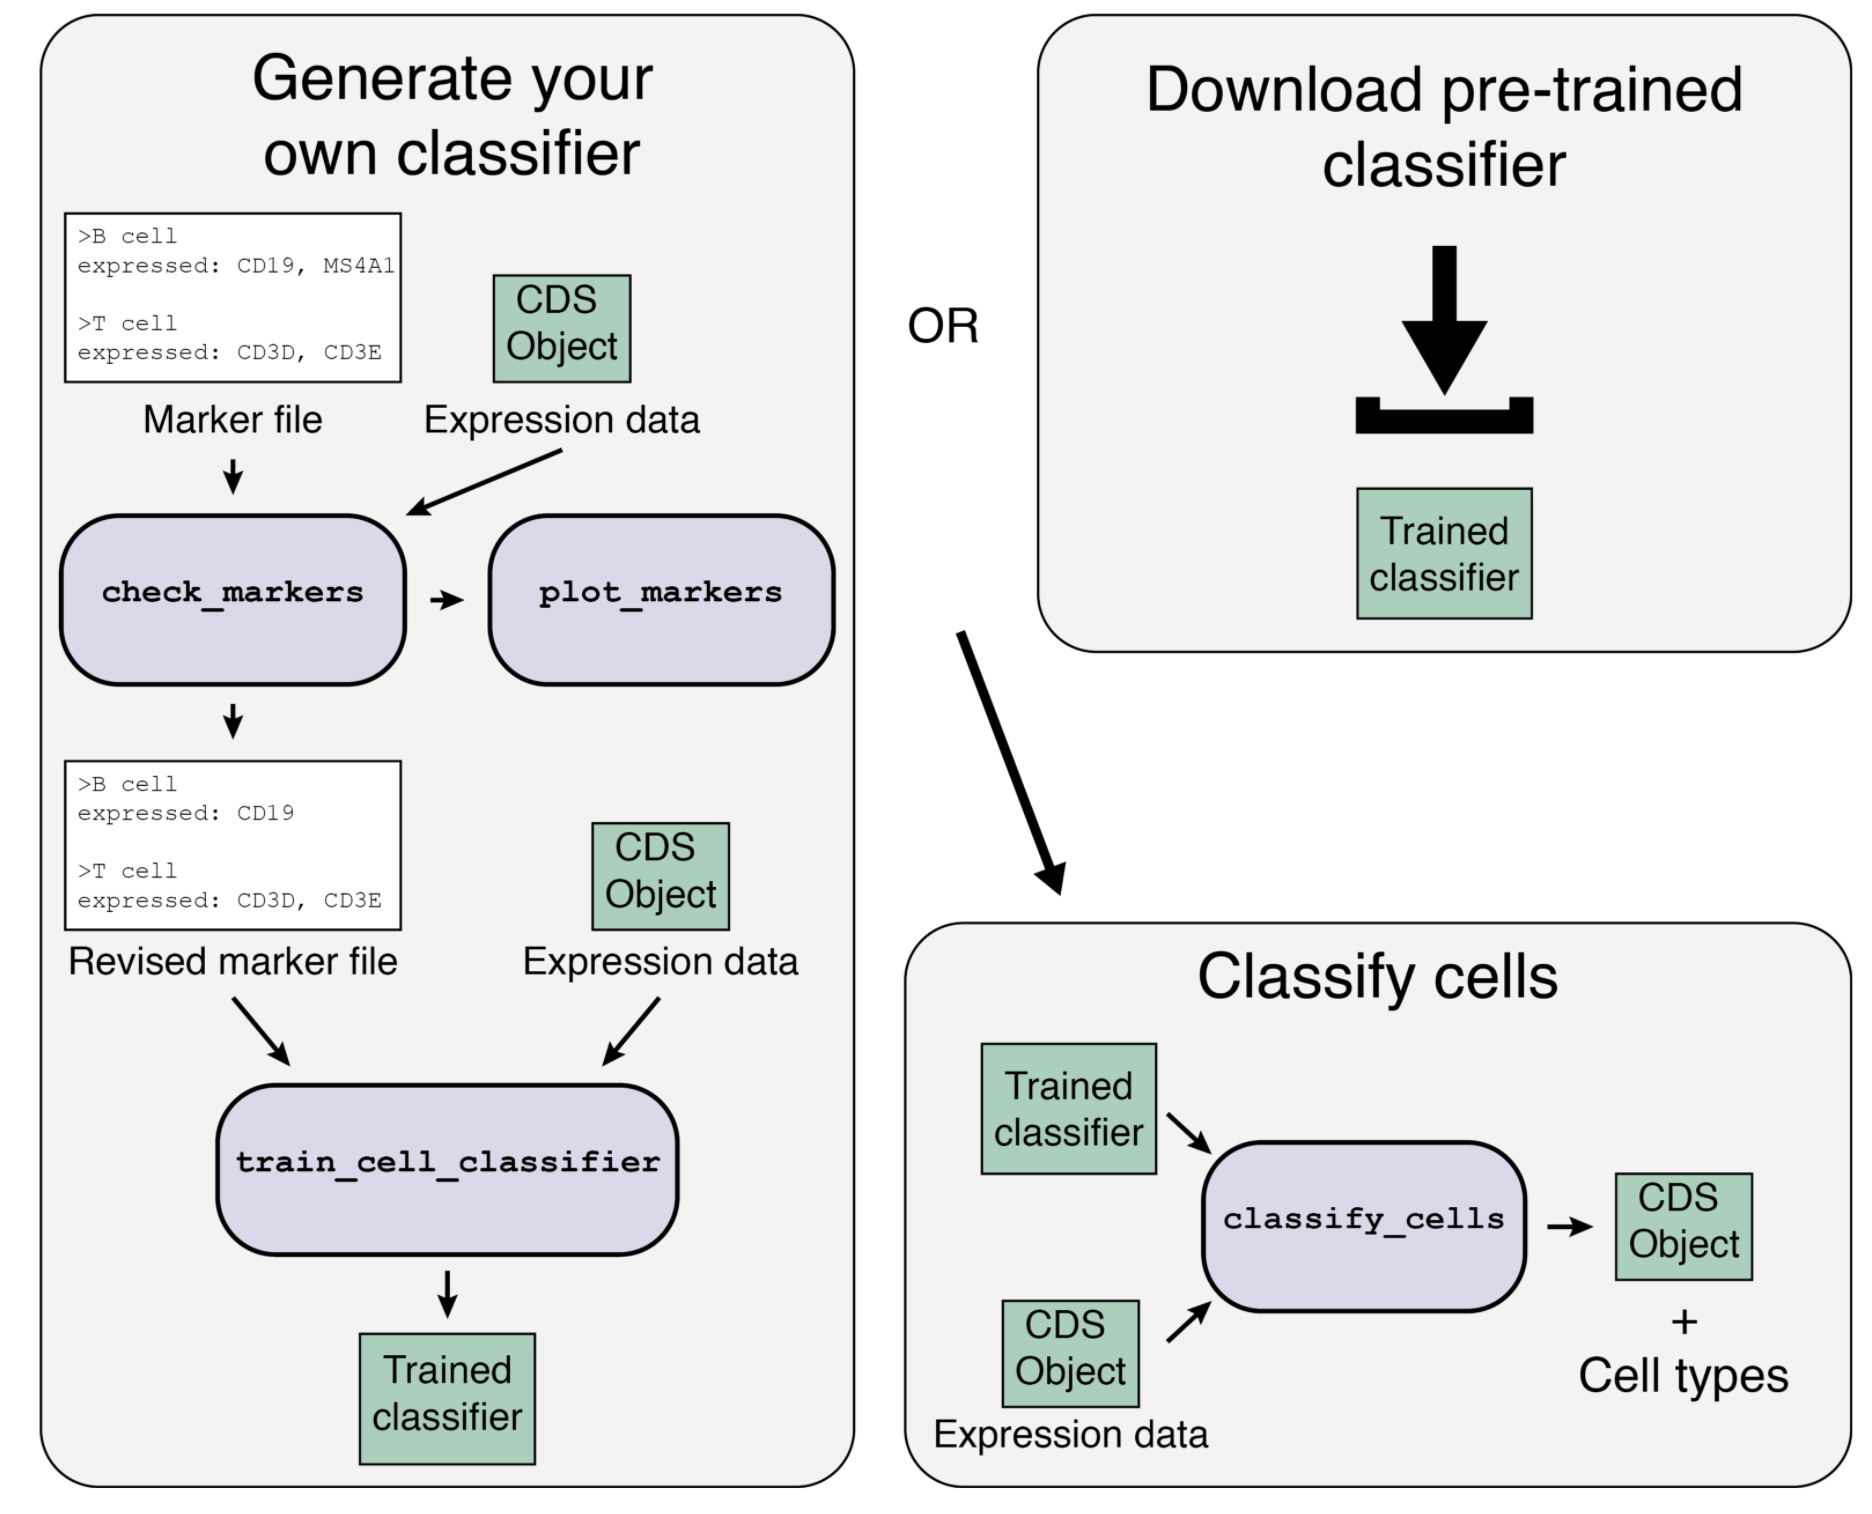 Generate your
own classifier
>B cell
expressed: CD19, MS4A1
>T cell
expressed: CD3D, CD3E
Marker file
CDS
Object
Expression data
check_markers
plot_markers
>B cell
expressed: CD19
>T cell
expressed: CD3D, CD3E
Revised marker file
CDS
Object
Expression data
train_cell_classifier
Trained
classifier
OR
Download pre-trained
classifier
Trained
classifier
Classify cells
Trained
classifier
CDS
Object
Expression data
classify_cells
CDS
Object
+
Cell types